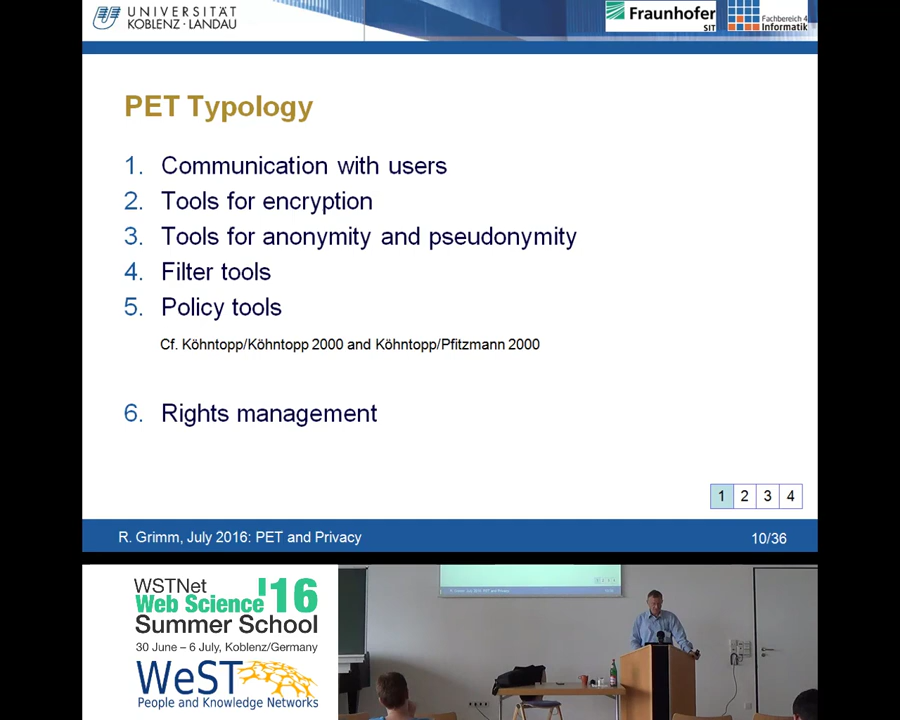 UNIVERSITÄT
KOBLENZ · LANDAU
Fraunhofer
SIT
Fachbereich 4
Informatik
PET Typology
1. Communication with users
2. Tools for encryption
3. Tools for anonymity and pseudonymity
4. Filter tools
5. Policy tools
Cf. Köhntopp/Köhntopp 2000 and Köhntopp/Pfitzmann 2000
6. Rights management
1 2 3 4
R. Grimm, July 2016: PET and Privacy
10/36
WSTNet
Web Science '16
Summer School
30 June – 6 July, Koblenz/Germany
WeST
People and Knowledge Networks